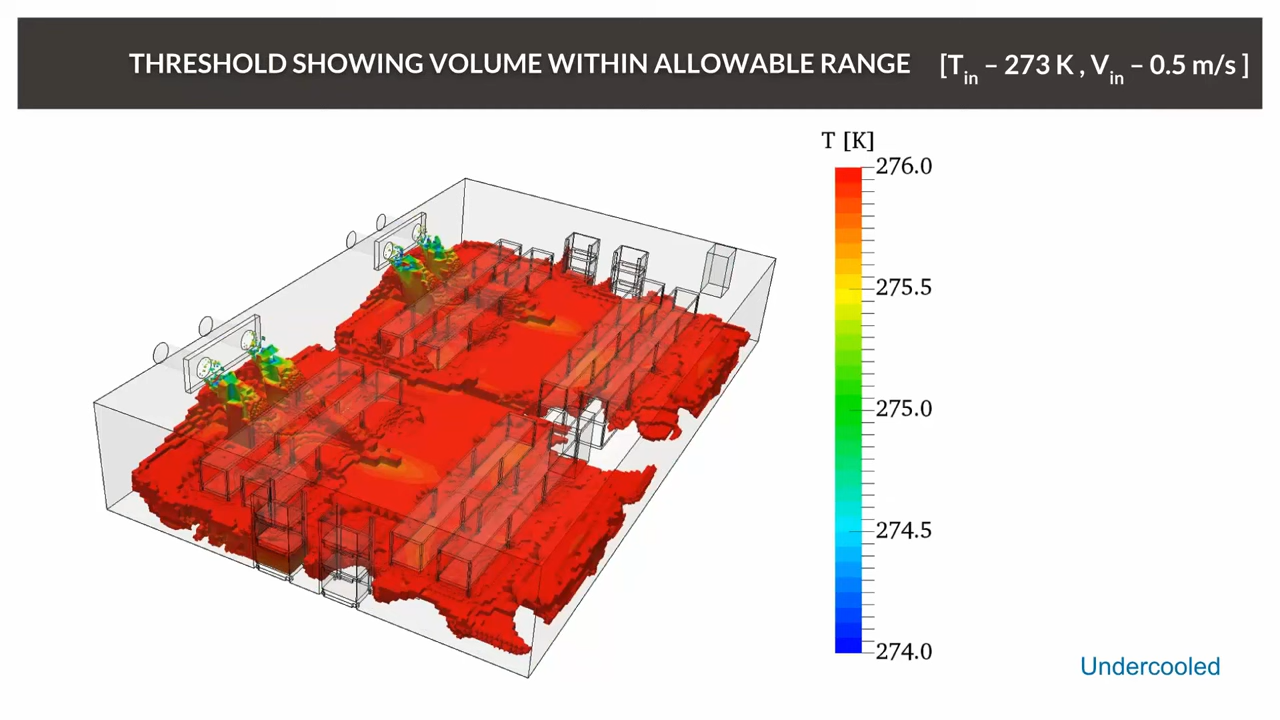 THRESHOLD SHOWING VOLUME WITHIN ALLOWABLE RANGE [Tin – 273 K , Vin – 0.5 m/s ]
T [K]
276.0
275.5
275.0
274.5
274.0
Undercooled